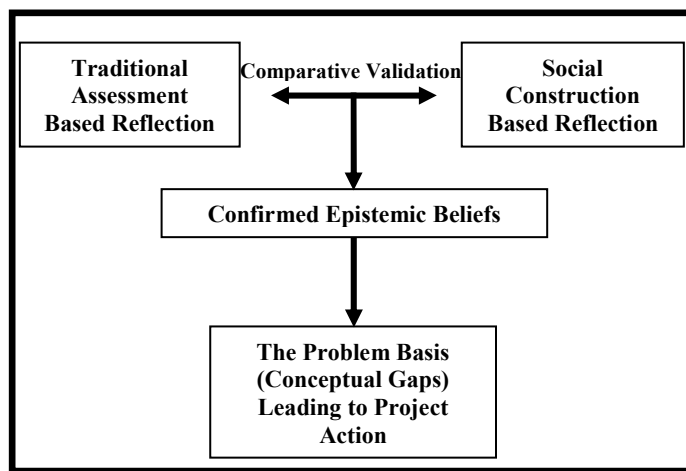 Traditional
Assessment
Based Reflection
Comparative Validation
Social
Construction
Based Reflection
Confirmed Epistemic Beliefs
The Problem Basis
(Conceptual Gaps)
Leading to Project
Action